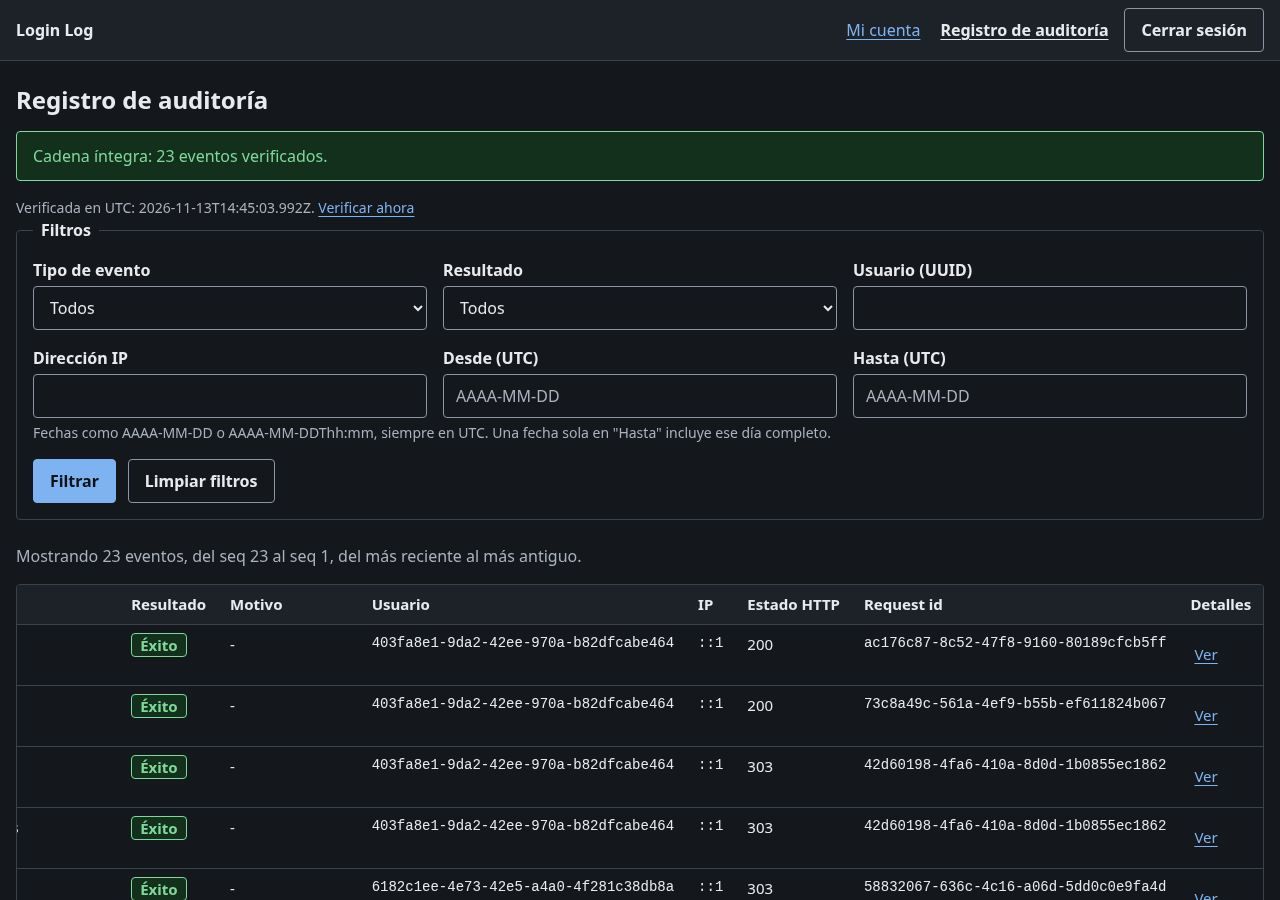 Login Log
Mi cuenta
Registro de auditoría
Cerrar sesión
Registro de auditoría
Cadena íntegra: 23 eventos verificados.
Verificada en UTC: 2026-11-13T14:45:03.992Z. Verificar ahora
Filtros
Tipo de evento
Resultado
Usuario (UUID)
Todos
Todos
Dirección IP
Desde (UTC)
Hasta (UTC)
AAAA-MM-DD
AAAA-MM-DD
Fechas como AAAA-MM-DD o AAAA-MM-DDThh:mm, siempre en UTC. Una fecha sola en "Hasta" incluye ese día completo.
Filtrar
Limpiar filtros
Mostrando 23 eventos, del seq 23 al seq 1, del más reciente al más antiguo.
Resultado Motivo Usuario IP Estado HTTP Request id Detalles
Éxito - 403fa8e1-9da2-42ee-970a-b82dfcabe464 ::1 200 ac176c87-8c52-47f8-9160-80189cfcb5ff Ver
Éxito - 403fa8e1-9da2-42ee-970a-b82dfcabe464 ::1 200 73c8a49c-561a-4ef9-b55b-ef611824b067 Ver
Éxito - 403fa8e1-9da2-42ee-970a-b82dfcabe464 ::1 303 42d60198-4fa6-410a-8d0d-1b0855ec1862 Ver
Éxito - 403fa8e1-9da2-42ee-970a-b82dfcabe464 ::1 303 42d60198-4fa6-410a-8d0d-1b0855ec1862 Ver
Éxito - 6182c1ee-4e73-42e5-a4a0-4f281c38db8a ::1 303 58832067-636c-4c16-a06d-5dd0c0e9fa4d Ver